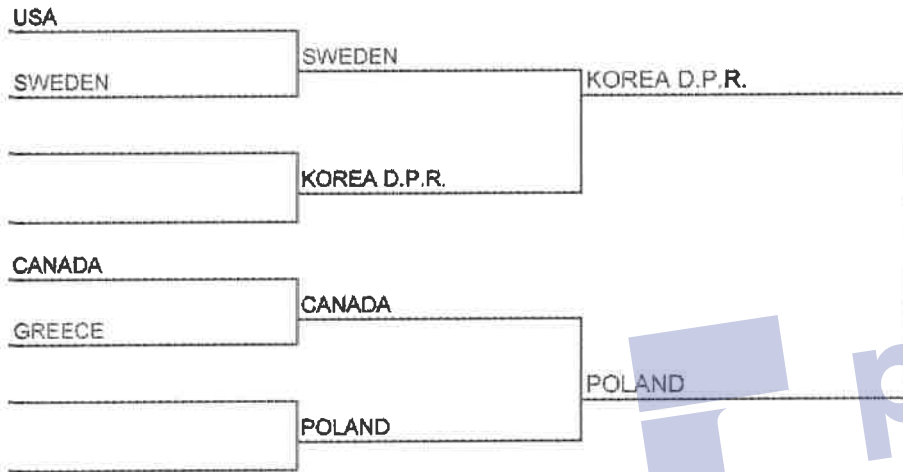 USA
SWEDEN
SWEDEN
KOREA D.P.R.
KOREA D.P.R.
CANADA
CANADA
GREECE
POLAND
POLAND
p